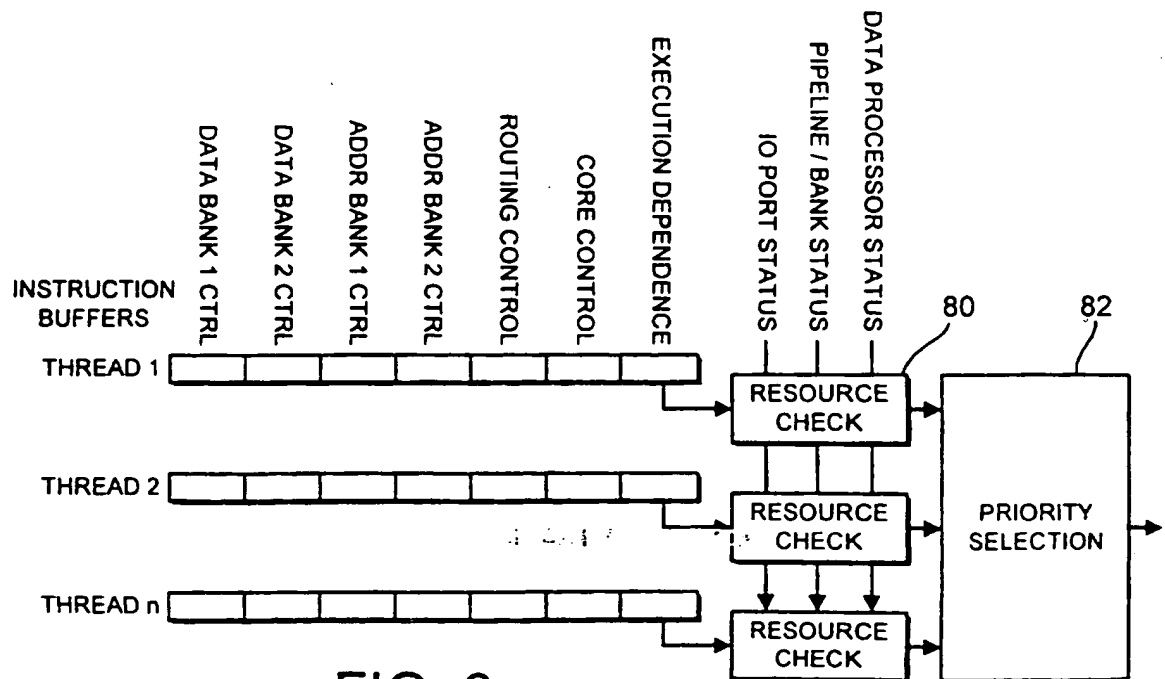 DATA BANK 1 CTRL
DATA BANK 2 CTRL
ADDR BANK 1 CTRL
ADDR BANK 2 CTRL
ROUTING CONTROL
CORE CONTROL
EXECUTION DEPENDENCE
IO PORT STATUS
PIPELINE / BANK STATUS
DATA PROCESSOR STATUS
INSTRUCTION
BUFFERS
80
82
THREAD 1
RESOURCE
CHECK
THREAD 2
RESOURCE
CHECK
PRIORITY
SELECTION
THREAD n
RESOURCE
CHECK